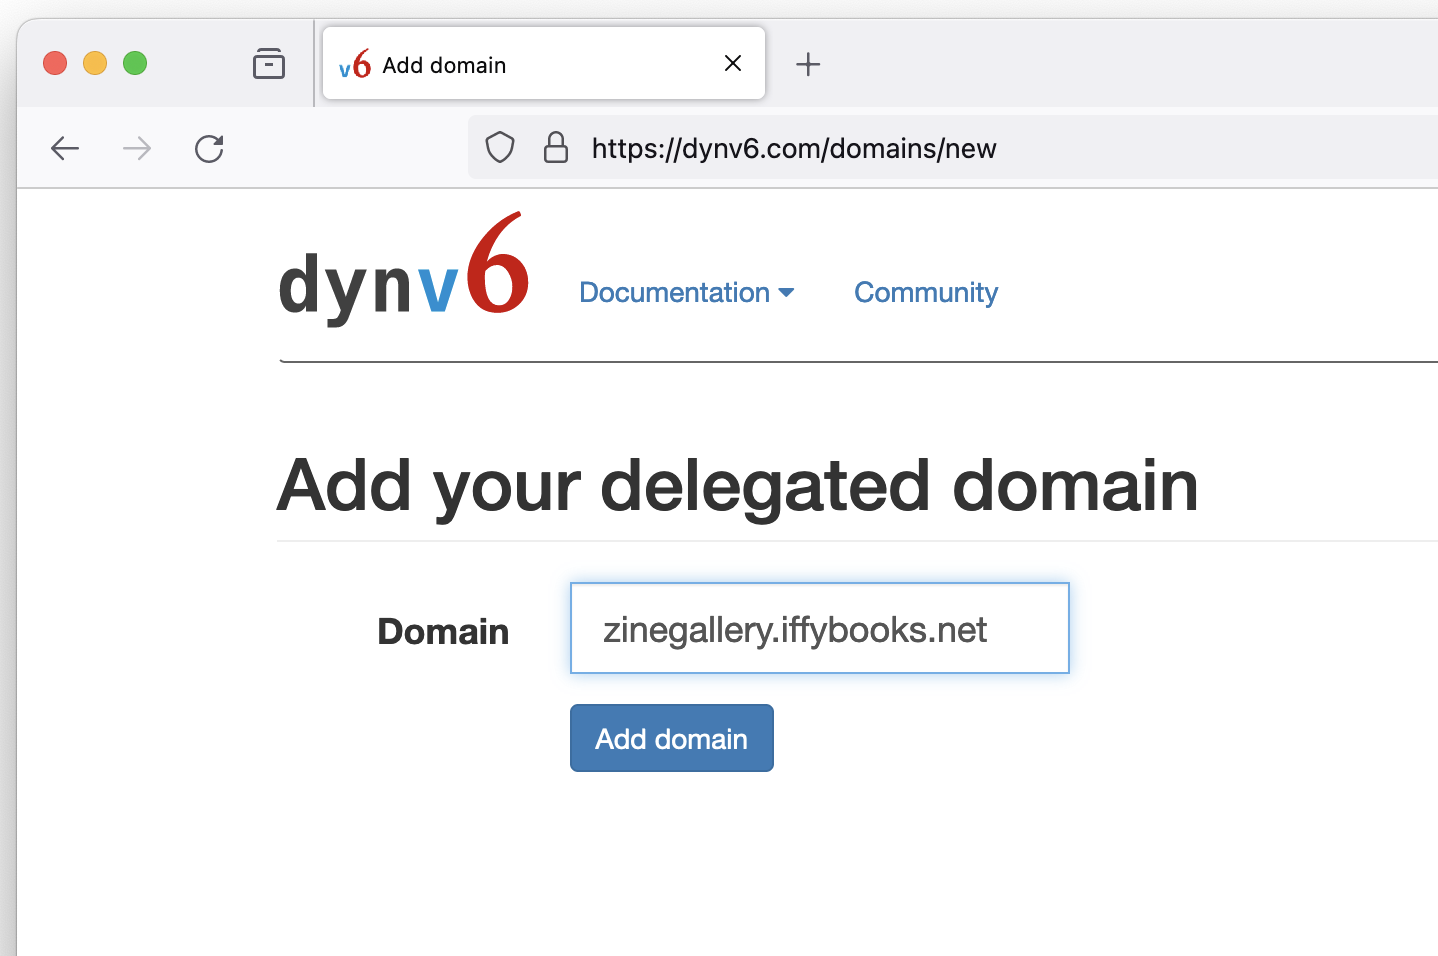 v6 Add domain
https://dynv6.com/domains/new
dynv6 Documentation Community
Add your delegated domain
Domain zinegallery.iffybooks.net
Add domain